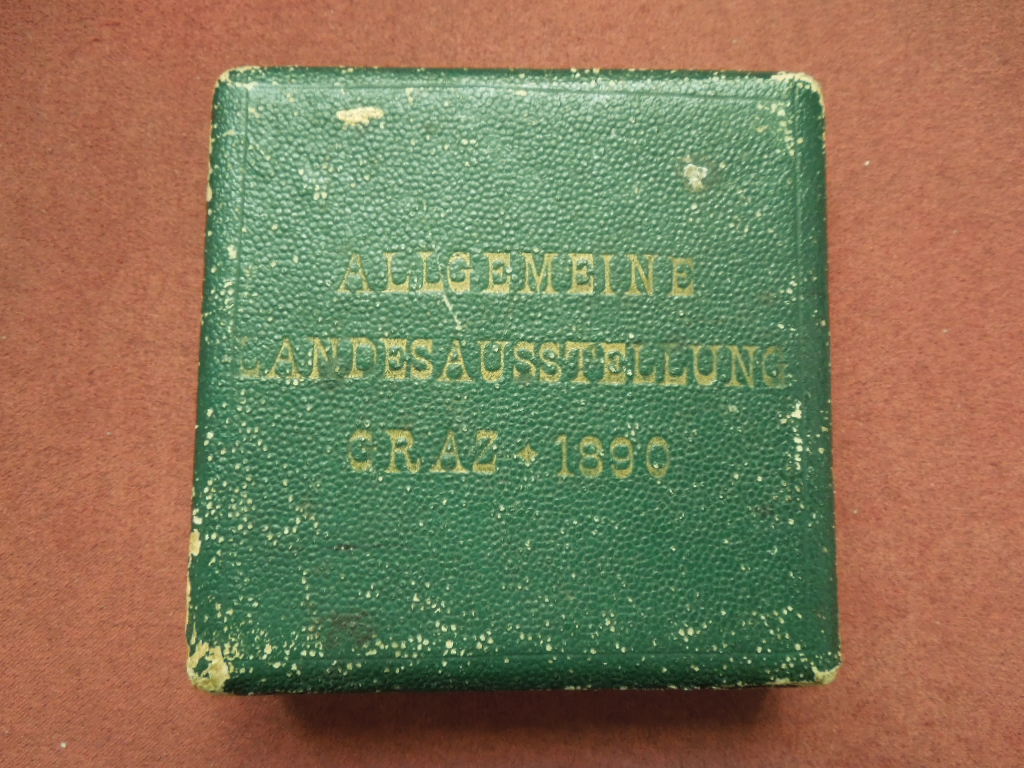 ALLGEMEINE
LANDESAUSSTELLUNG
GRAZ ✦ 1890